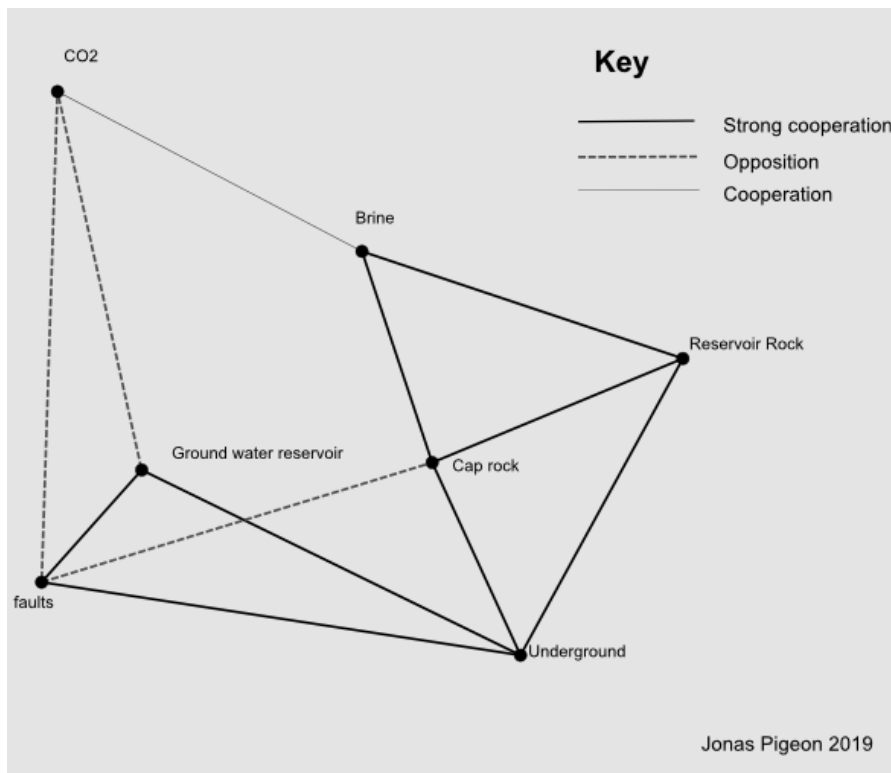 CO2
Key
Strong cooperation
Opposition
Cooperation
Brine
Reservoir Rock
Ground water reservoir
Cap rock
faults
Underground
Jonas Pigeon 2019